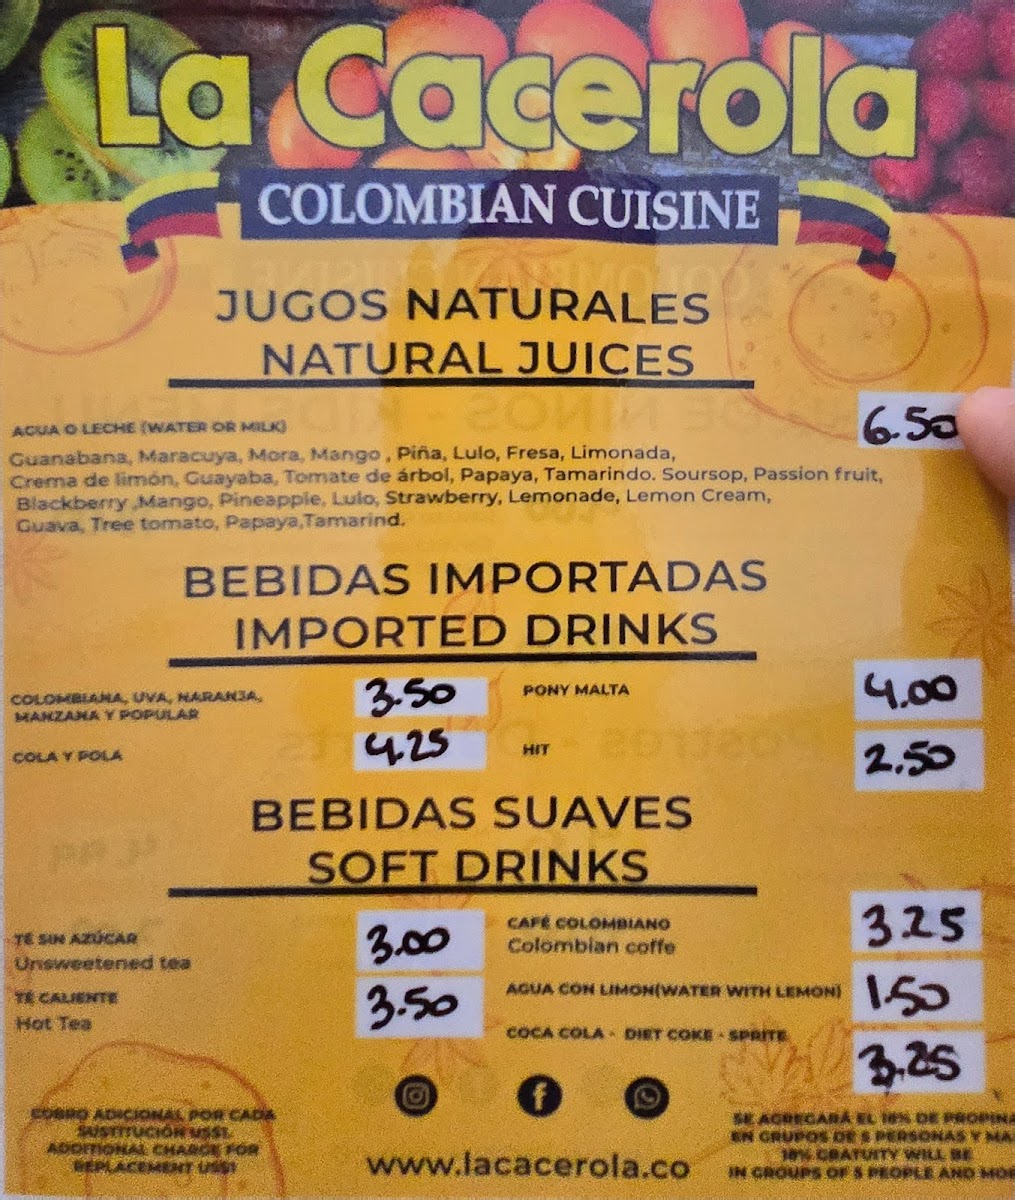 La Cacerola
COLOMBIAN CUISINE
JUGOS NATURALES
NATURAL JUICES
AGUA O LECHE (WATER OR MILK)
6.50
Guanabana, Maracuya, Mora, Mango , Piña, Lulo, Fresa, Limonada,
Crema de limón, Guayaba, Tomate de árbol, Papaya, Tamarindo. Soursop, Passion fruit,
Blackberry ,Mango, Pineapple, Lulo, Strawberry, Lemonade, Lemon Cream,
Guava, Tree tomato, Papaya,Tamarind.
BEBIDAS IMPORTADAS
IMPORTED DRINKS
COLOMBIANA, UVA, NARANJA,
MANZANA Y POPULAR
3.50
PONY MALTA
4.00
COLA Y POLA
4.25
HIT
2.50
BEBIDAS SUAVES
SOFT DRINKS
TÉ SIN AZÚCAR
Unsweetened tea
3.00
CAFÉ COLOMBIANO
Colombian coffe
3.25
TÉ CALIENTE
Hot Tea
3.50
AGUA CON LIMON(WATER WITH LEMON)
1.50
COCA COLA - DIET COKE - SPRITE
3.25
COBRO ADICIONAL POR CADA
SUSTITUCIÓN US$1.
ADDITIONAL CHARGE FOR
REPLACEMENT US$1
www.lacacerola.co
SE AGREGARÁ EL 18% DE PROPINA
EN GRUPOS DE 5 PERSONAS Y MA
18% GRATUITY WILL BE
IN GROUPS OF 5 PEOPLE AND MOR